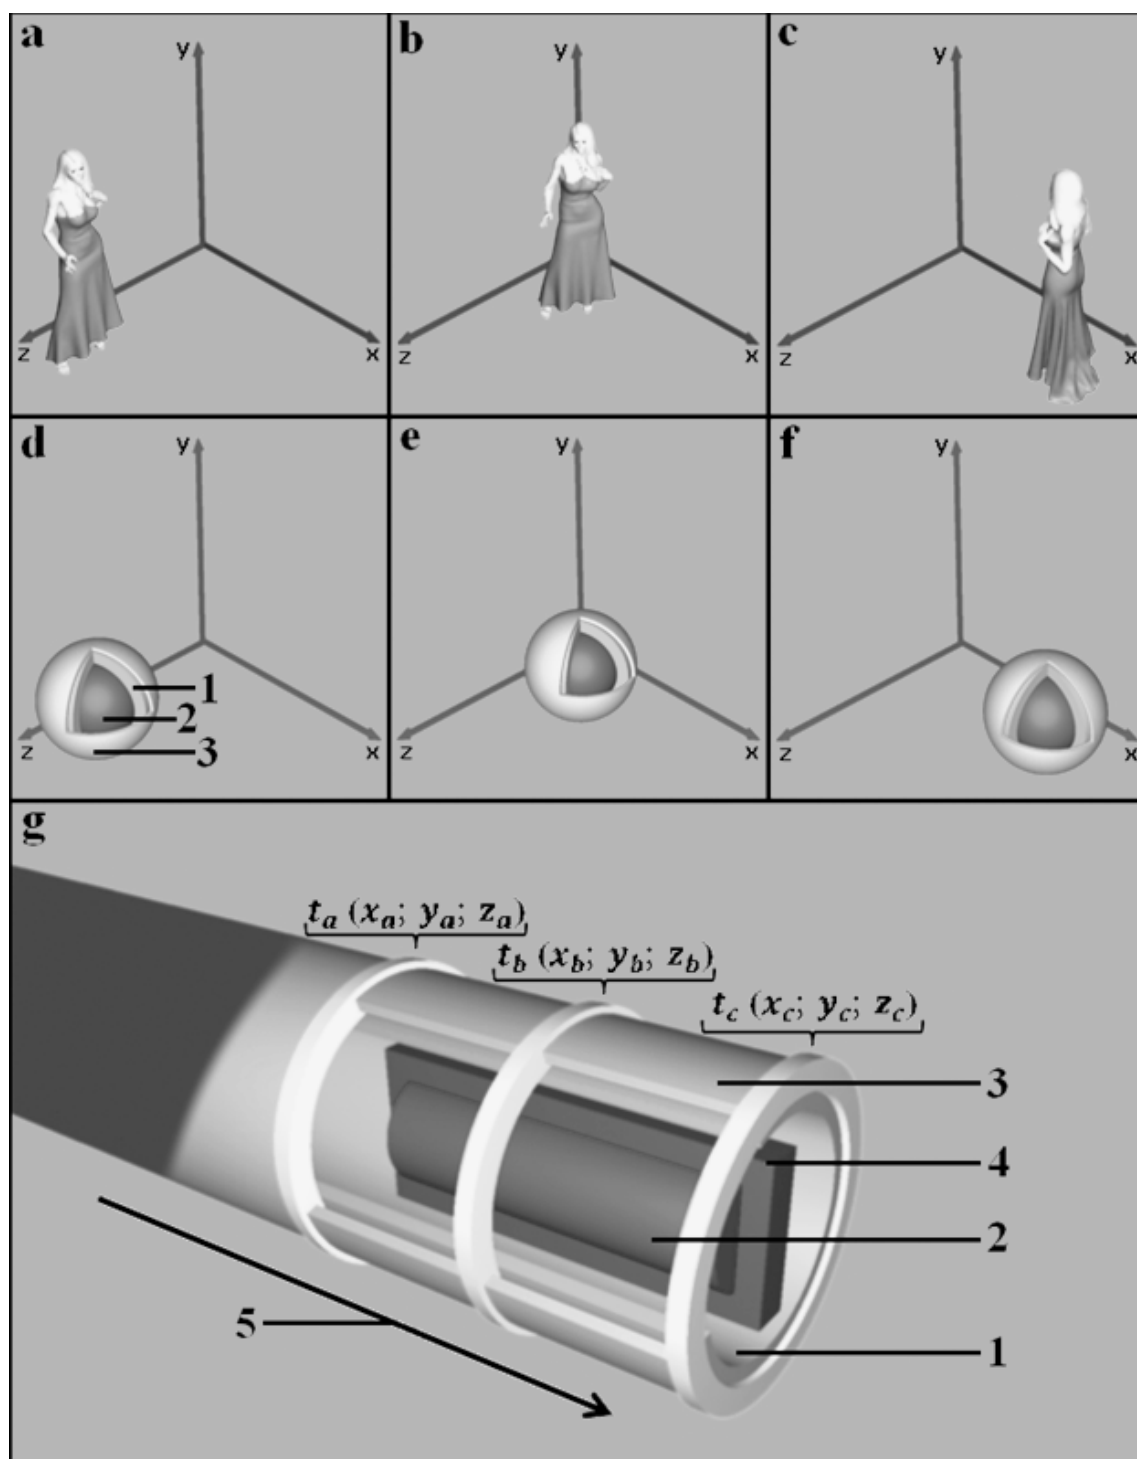 a b c
y y y
z x z x z x
d e f
y y y
1
2
3
z x z x z x
g
t_a (x_a; y_a; z_a)
t_b (x_b; y_b; z_b)
t_c (x_c; y_c; z_c)
3
4
2
5
1